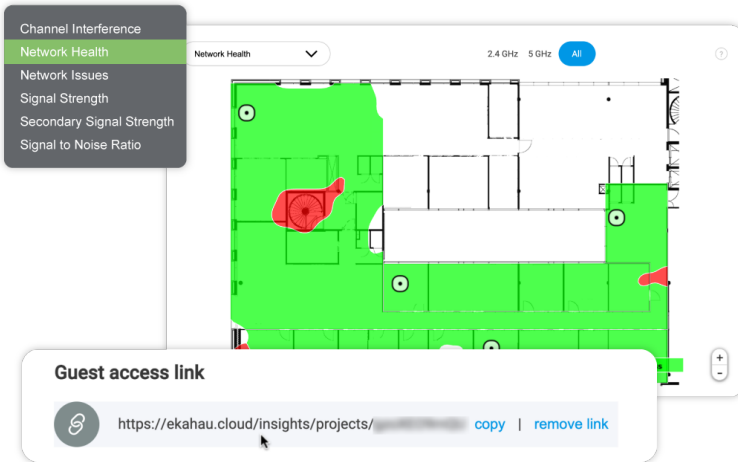 Channel Interference
Network Health
Network Issues
Signal Strength
Secondary Signal Strength
Signal to Noise Ratio
Network Health
2.4 GHz 5 GHz All
?
+
-
Guest access link
https://ekahau.cloud/insights/projects/ copy | remove link